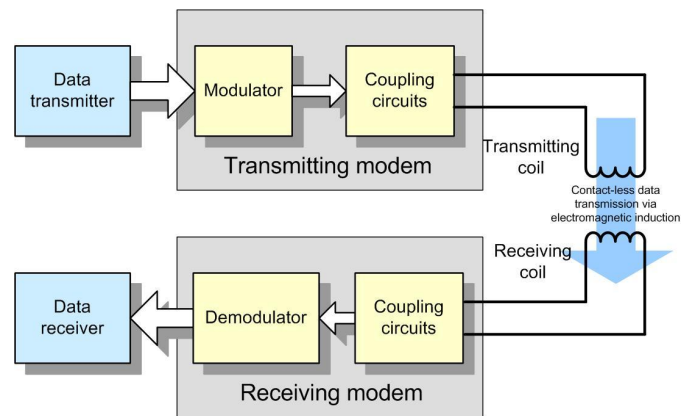 Data
transmitter
Modulator
Coupling
circuits
Transmitting modem
Transmitting
coil
Contact-less data
transmission via
electromagnetic induction
Receiving
coil
Data
receiver
Demodulator
Coupling
circuits
Receiving modem